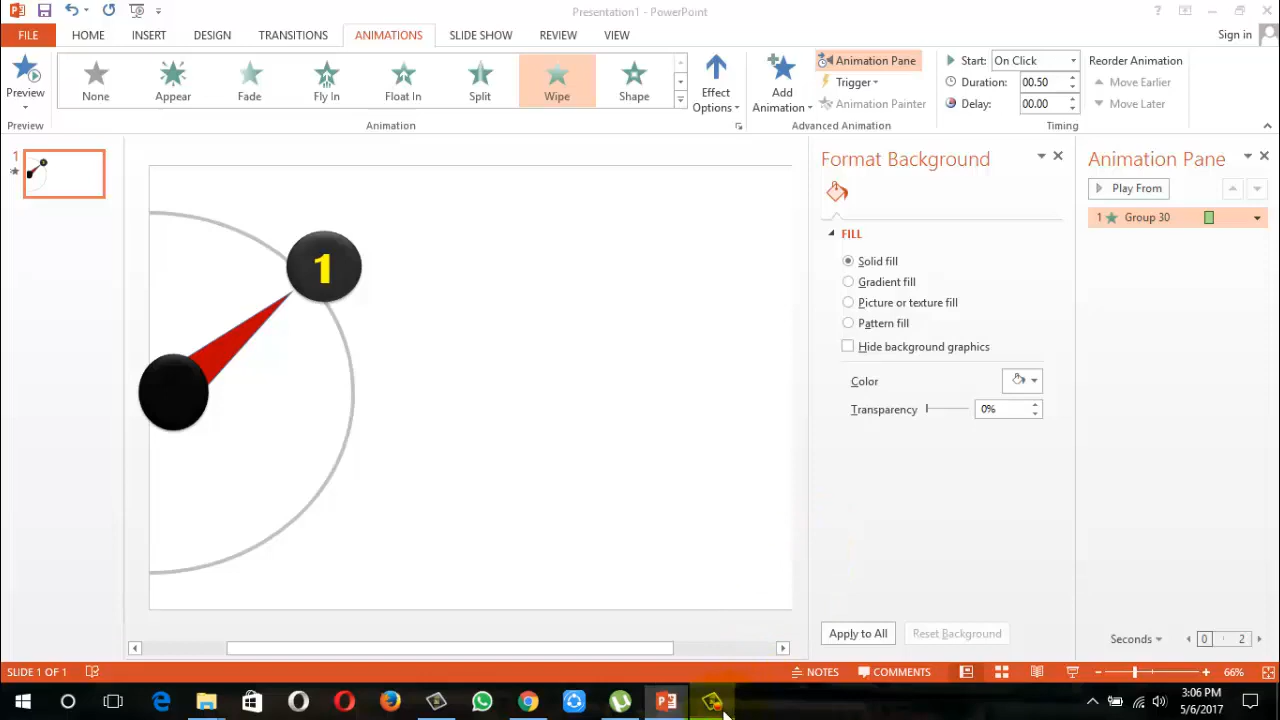 Presentation1 - PowerPoint
?
FILE HOME INSERT DESIGN TRANSITIONS ANIMATIONS SLIDE SHOW REVIEW VIEW Sign in
Preview None Appear Fade Fly In Float In Split Wipe Shape Effect Options Add Animation
Animation Pane
Trigger
Animation Painter
Start: On Click
Duration: 00.50
Delay: 00.00
Reorder Animation
Move Earlier
Move Later
Preview Animation Advanced Animation Timing
1
1
Format Background
FILL
Solid fill
Gradient fill
Picture or texture fill
Pattern fill
Hide background graphics
Color
Transparency 0%
Apply to All Reset Background
Animation Pane
Play From
1 Group 30
Seconds 0 2
SLIDE 1 OF 1 NOTES COMMENTS 66%
3:06 PM
5/6/2017